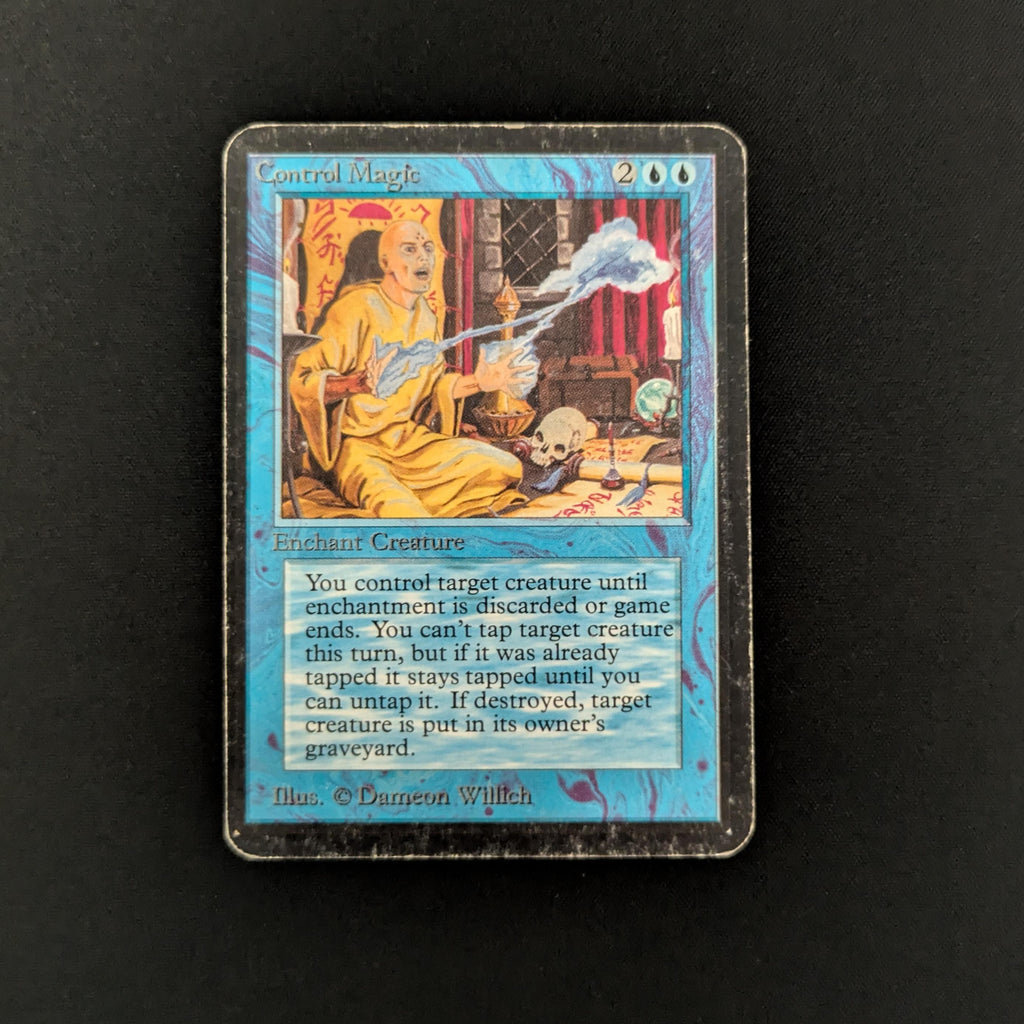 Control Magic 2
Enchant Creature
You control target creature until
enchantment is discarded or game
ends. You can't tap target creature
this turn, but if it was already
tapped it stays tapped until you
can untap it. If destroyed, target
creature is put in its owner's
graveyard.
Illus. © Dameon Willich